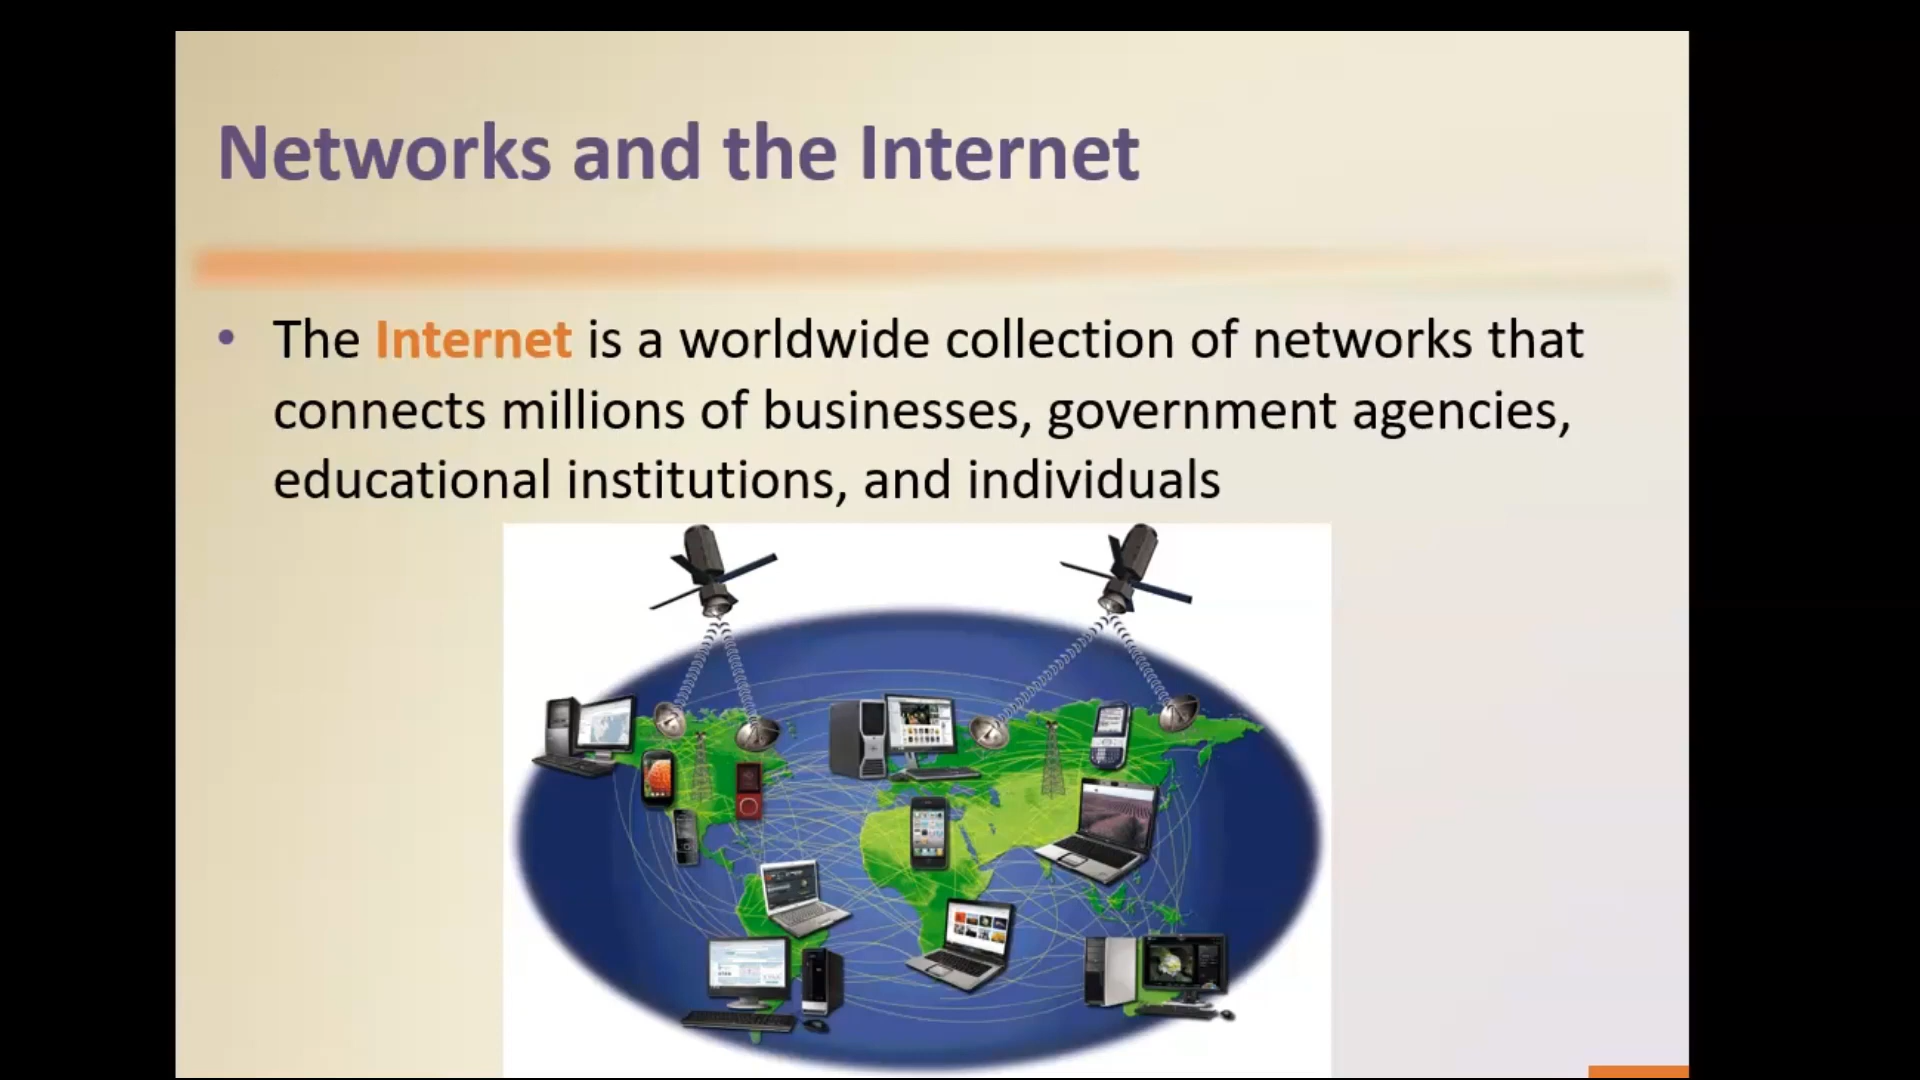 Networks and the Internet
• The Internet is a worldwide collection of networks that
connects millions of businesses, government agencies,
educational institutions, and individuals